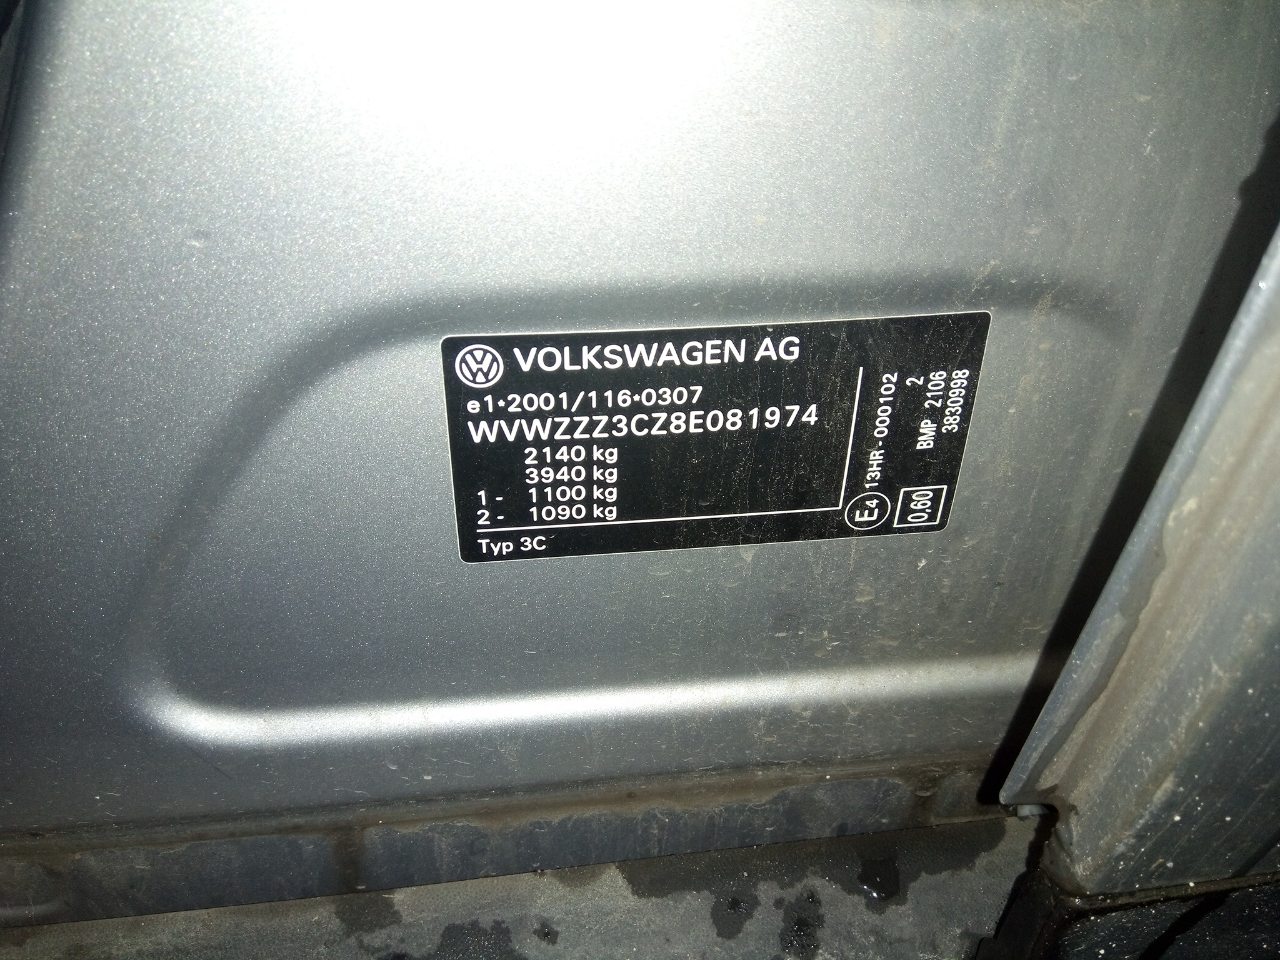 VOLKSWAGEN AG
e1*2001/116*0307
WVWZZZ3CZ8E081974
2140 kg
3940 kg
1- 1100 kg
2- 1090 kg
Typ 3C
E4 13HR-000102
2
BMP 2106
3830998
0,60